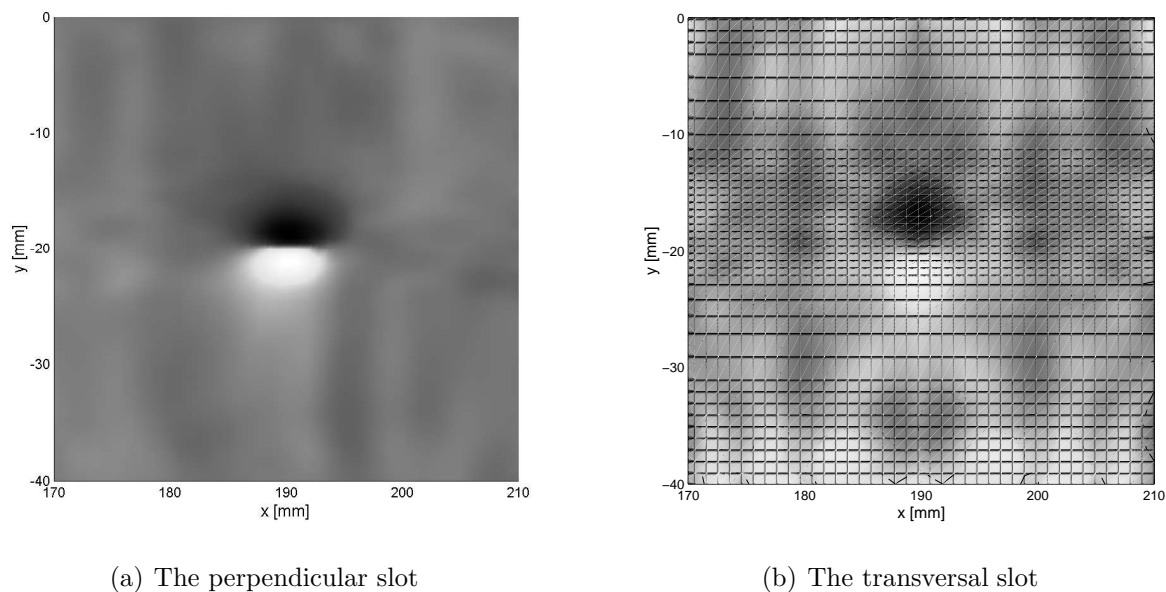 0
-10
-20
-30
-40
y [mm]
170 180 190 200 210
x [mm]
(a) The perpendicular slot
0
−10
−20
−30
−40
y [mm]
170 180 190 200 210
x [mm]
(b) The transversal slot